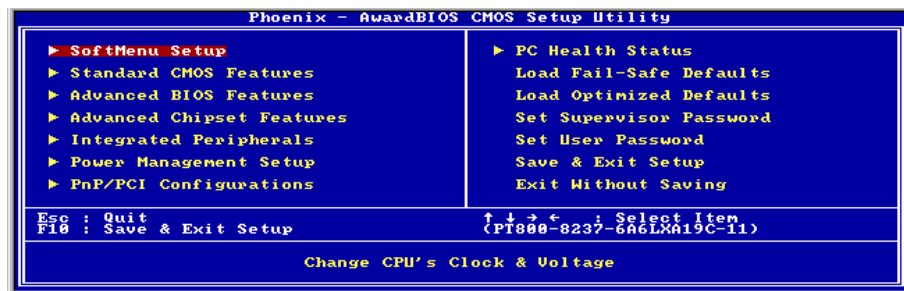 Phoenix - AwardBIOS CMOS Setup Utility
► SoftMenu Setup
► Standard CMOS Features
► Advanced BIOS Features
► Advanced Chipset Features
► Integrated Peripherals
► Power Management Setup
► PnP/PCI Configurations
► PC Health Status
Load Fail-Safe Defaults
Load Optimized Defaults
Set Supervisor Password
Set User Password
Save & Exit Setup
Exit Without Saving
Esc : Quit
F10 : Save & Exit Setup
↑ ↓ → ← : Select Item
(PT800-8237-6A6LXA19C-11)
Change CPU's Clock & Voltage